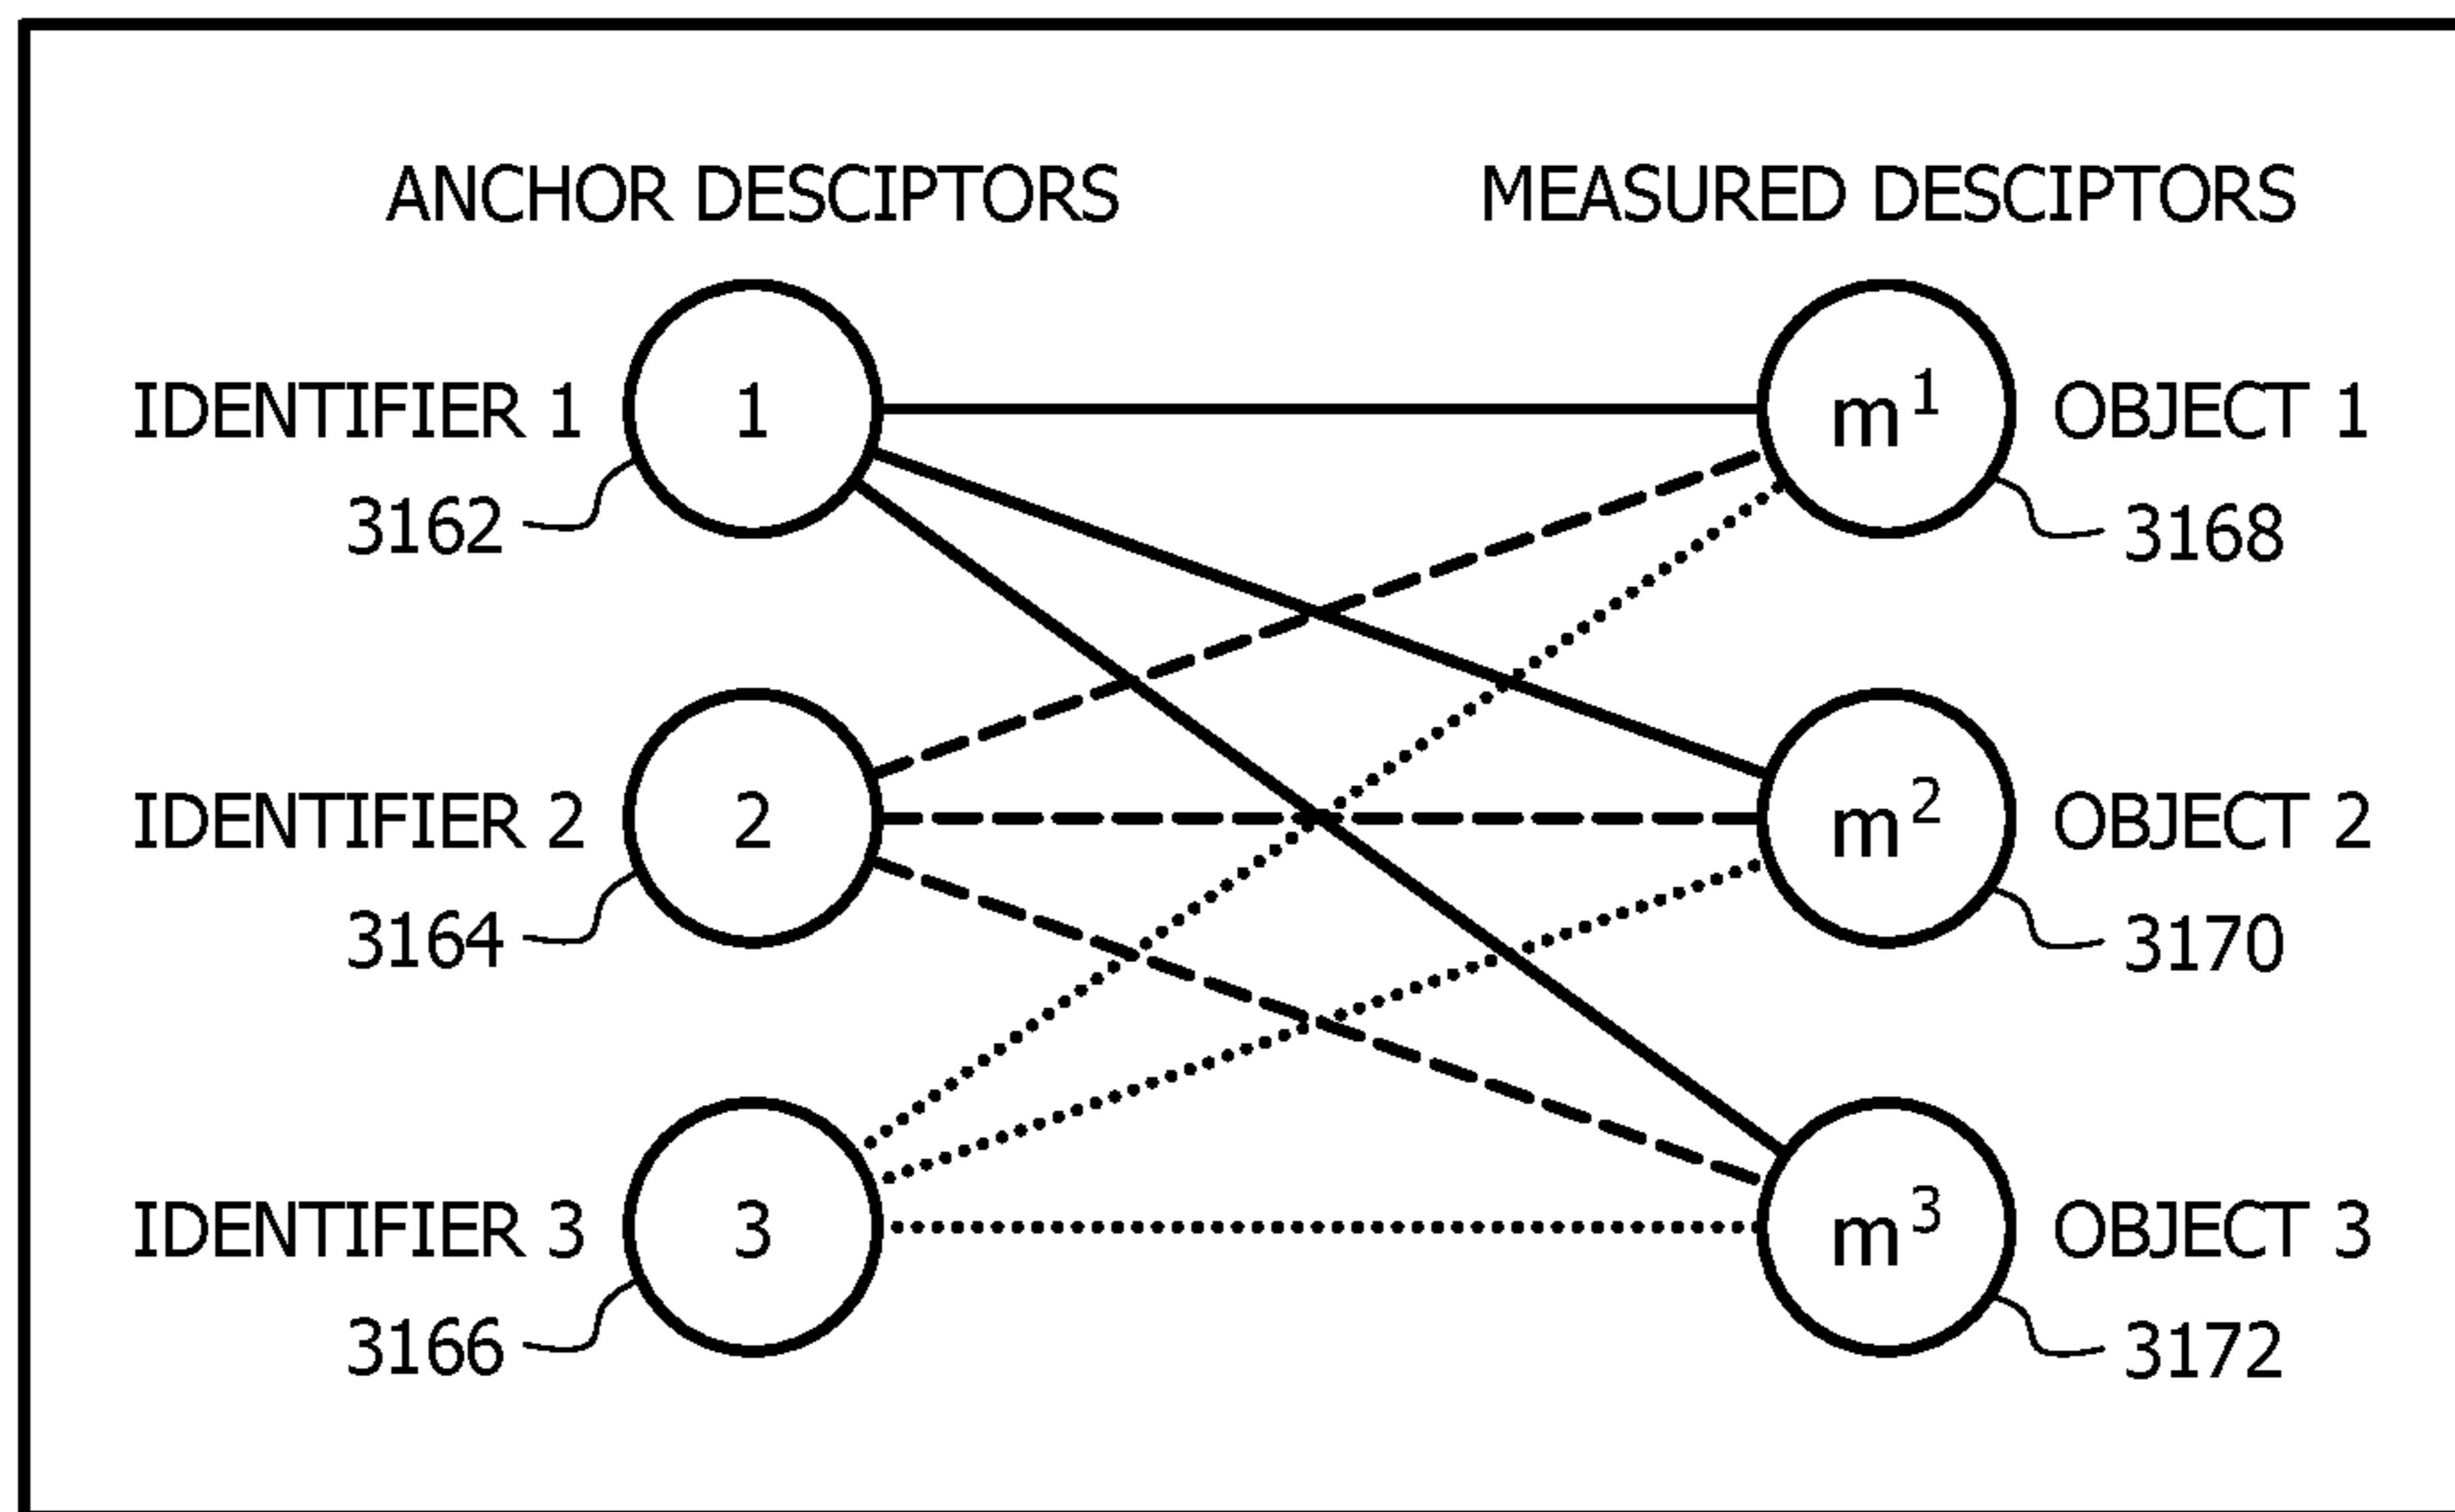 ANCHOR DESCIPTORS MEASURED DESCIPTORS
IDENTIFIER 1 1 m¹ OBJECT 1
3162 3168
IDENTIFIER 2 2 m² OBJECT 2
3164 3170
IDENTIFIER 3 3 m³ OBJECT 3
3166 3172